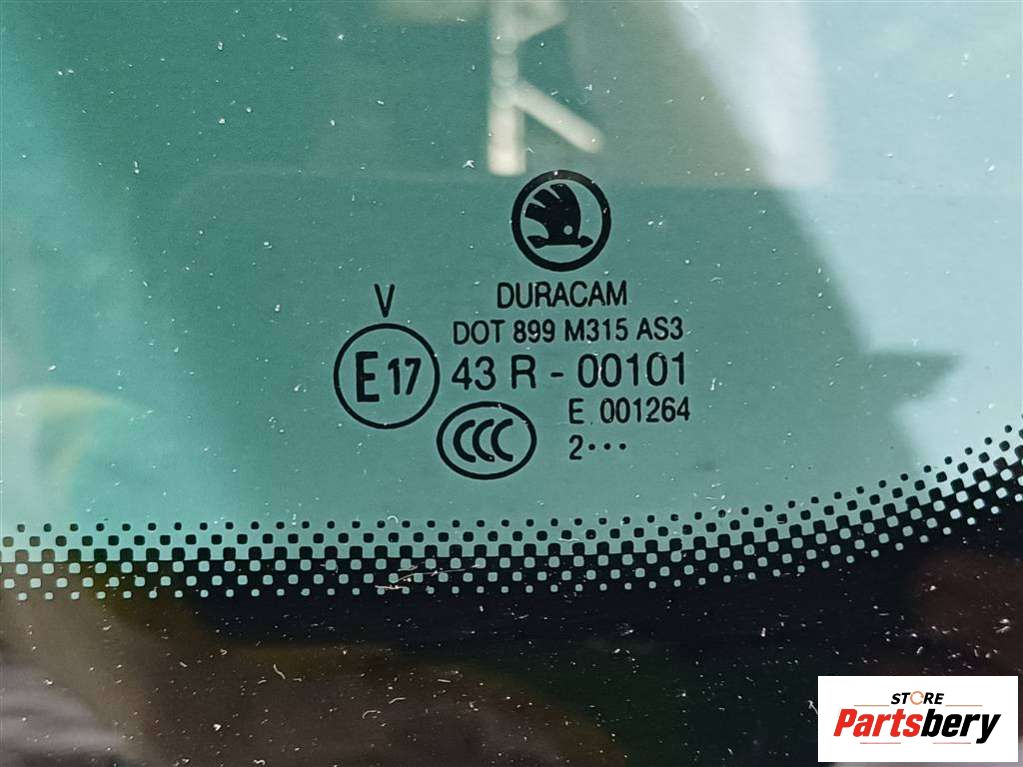 DURACAM
V
DOT 899 M315 AS3
E17 43 R - 00101
E 001264
CCC
2···
STORE
Partsbery